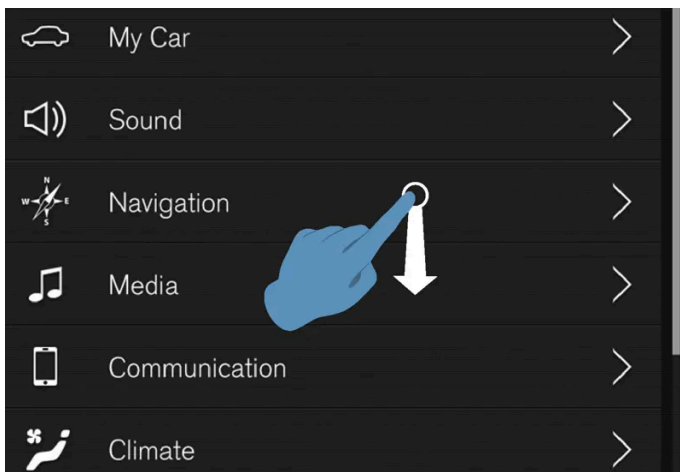 My Car
Sound
N
W E
S
Navigation
Media
Communication
Climate